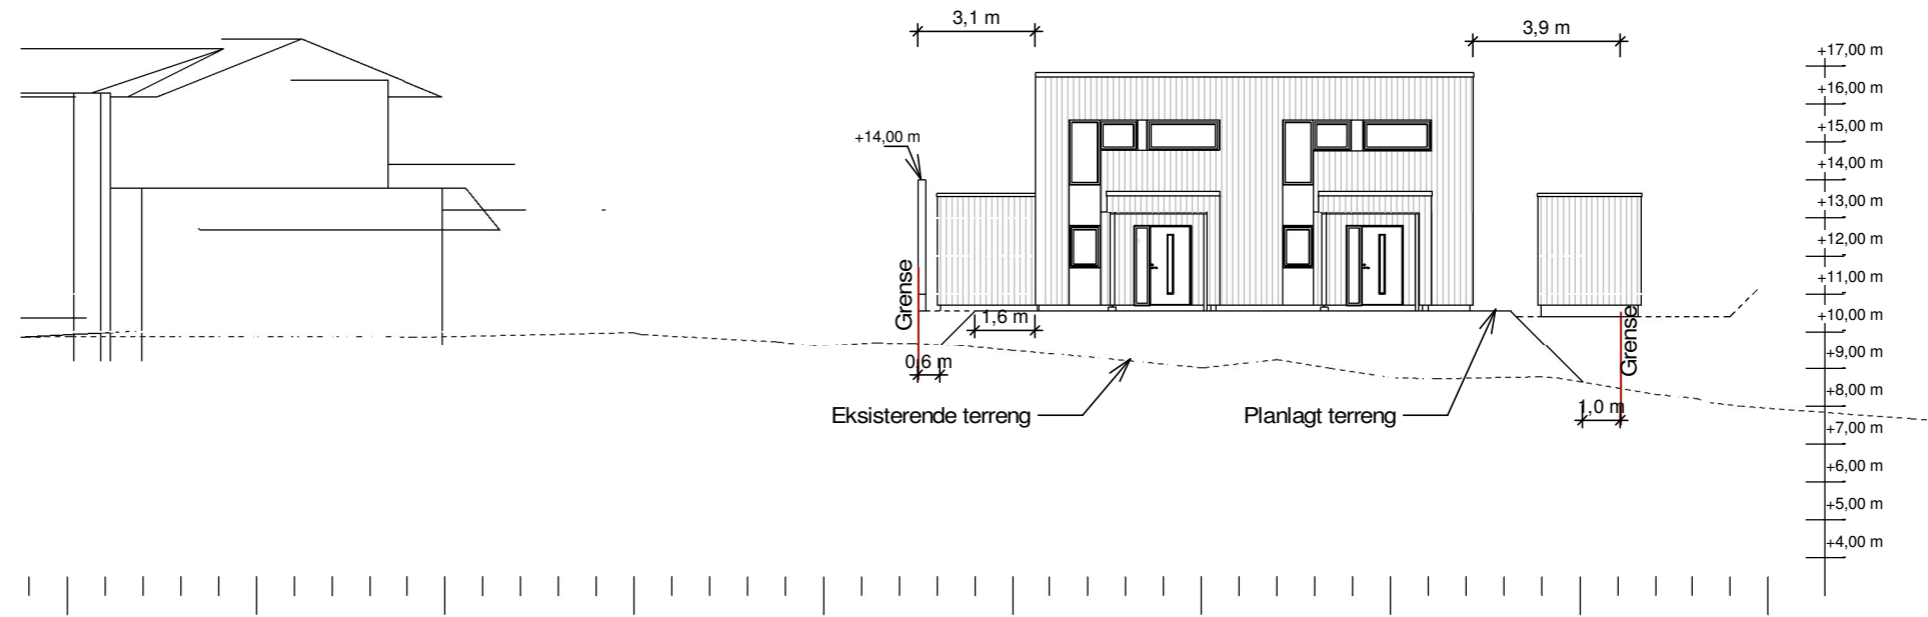 3,1 m
3,9 m
+14,00 m
Grense
1,6 m
0,6 m
Eksisterende terreng
Planlagt terreng
Grense
1,0 m
+17,00 m
+16,00 m
+15,00 m
+14,00 m
+13,00 m
+12,00 m
+11,00 m
+10,00 m
+9,00 m
+8,00 m
+7,00 m
+6,00 m
+5,00 m
+4,00 m